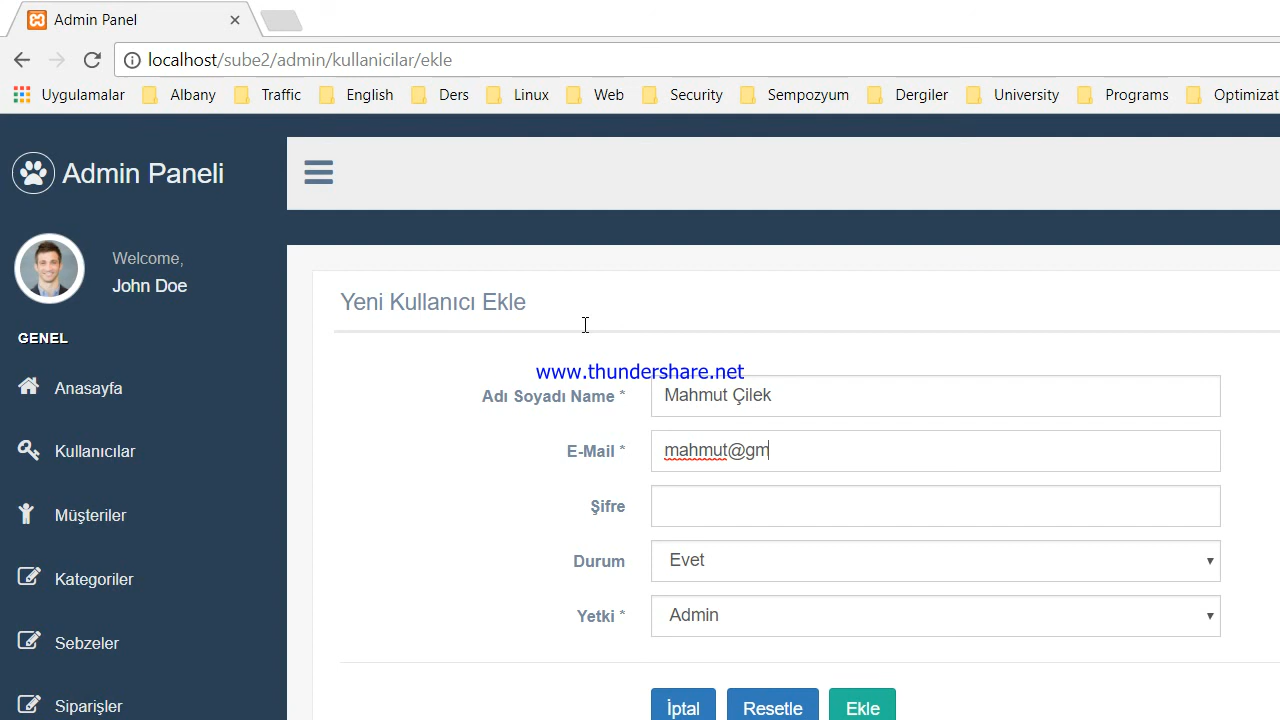 Admin Panel
localhost/sube2/admin/kullanicilar/ekle
Uygulamalar Albany Traffic English Ders Linux Web Security Sempozyum Dergiler University Programs Optimizat
Admin Paneli
Welcome,
John Doe
GENEL
Anasayfa
Kullanıcılar
Müşteriler
Kategoriler
Sebzeler
Siparişler
Yeni Kullanıcı Ekle
www.thundershare.net
Adı Soyadı Name * Mahmut Çilek
E-Mail * mahmut@gm
Şifre
Durum Evet
Yetki * Admin
İptal Resetle Ekle